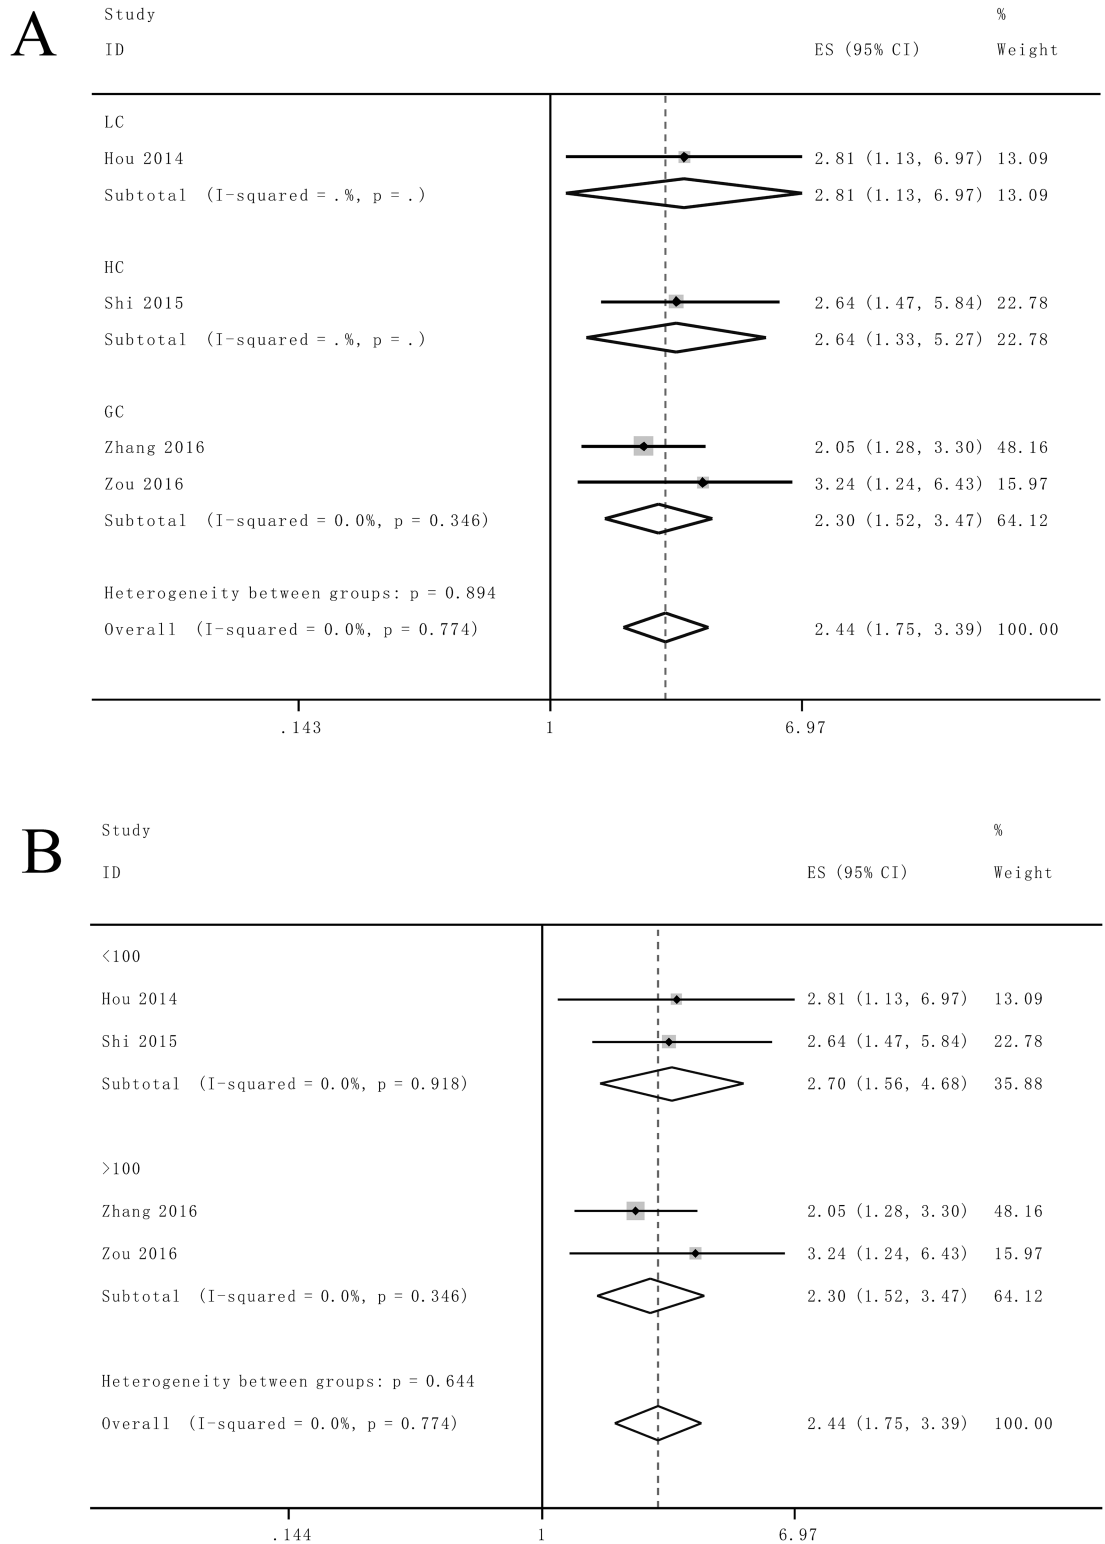 A
Study %
ID ES (95% CI) Weight
LC
Hou 2014 2.81 (1.13, 6.97) 13.09
Subtotal (I-squared = .%, p = .) 2.81 (1.13, 6.97) 13.09
HC
Shi 2015 2.64 (1.47, 5.84) 22.78
Subtotal (I-squared = .%, p = .) 2.64 (1.33, 5.27) 22.78
GC
Zhang 2016 2.05 (1.28, 3.30) 48.16
Zou 2016 3.24 (1.24, 6.43) 15.97
Subtotal (I-squared = 0.0%, p = 0.346) 2.30 (1.52, 3.47) 64.12
Heterogeneity between groups: p = 0.894
Overall (I-squared = 0.0%, p = 0.774) 2.44 (1.75, 3.39) 100.00
.143 1 6.97
B
Study %
ID ES (95% CI) Weight
<100
Hou 2014 2.81 (1.13, 6.97) 13.09
Shi 2015 2.64 (1.47, 5.84) 22.78
Subtotal (I-squared = 0.0%, p = 0.918) 2.70 (1.56, 4.68) 35.88
>100
Zhang 2016 2.05 (1.28, 3.30) 48.16
Zou 2016 3.24 (1.24, 6.43) 15.97
Subtotal (I-squared = 0.0%, p = 0.346) 2.30 (1.52, 3.47) 64.12
Heterogeneity between groups: p = 0.644
Overall (I-squared = 0.0%, p = 0.774) 2.44 (1.75, 3.39) 100.00
.144 1 6.97